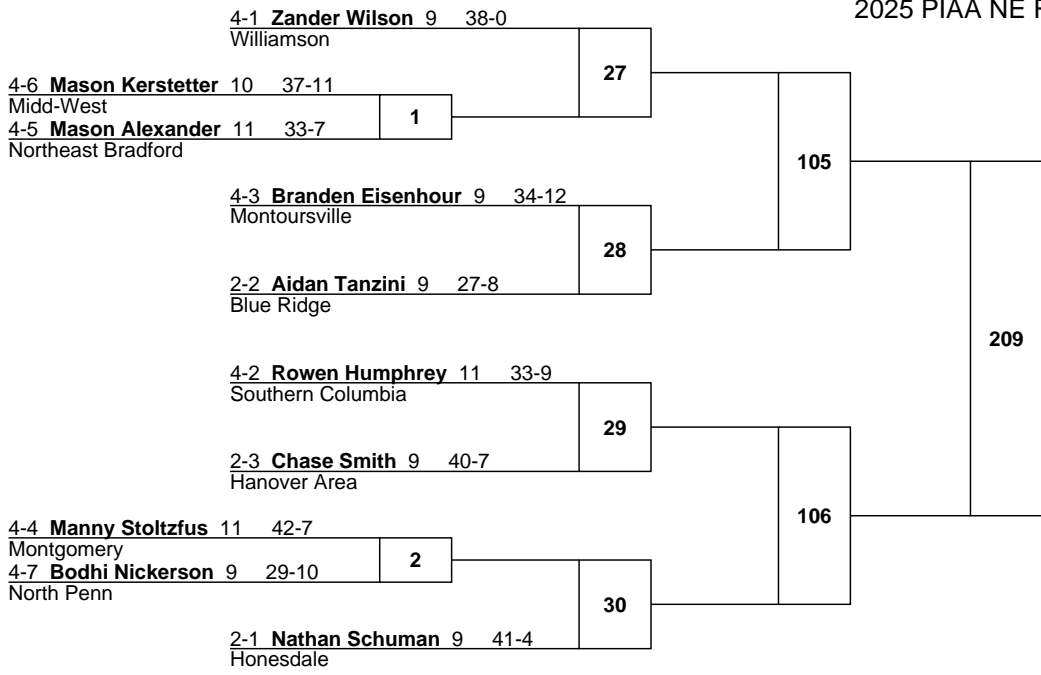 2025 PIAA NE R
4-1 Zander Wilson 9 38-0
Williamson
27
4-6 Mason Kerstetter 10 37-11
Midd-West
1
4-5 Mason Alexander 11 33-7
Northeast Bradford
105
4-3 Branden Eisenhour 9 34-12
Montoursville
28
2-2 Aidan Tanzini 9 27-8
Blue Ridge
209
4-2 Rowen Humphrey 11 33-9
Southern Columbia
29
2-3 Chase Smith 9 40-7
Hanover Area
106
4-4 Manny Stoltzfus 11 42-7
Montgomery
2
4-7 Bodhi Nickerson 9 29-10
North Penn
30
2-1 Nathan Schuman 9 41-4
Honesdale